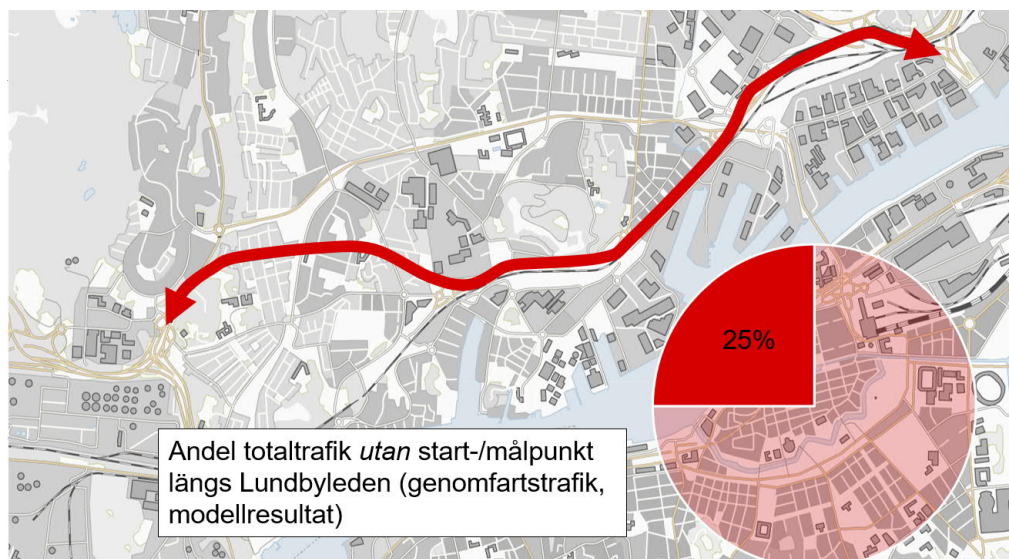 25%
Andel totaltrafik utan start-/målpunkt
längs Lundbyleden (genomfartstrafik,
modellresultat)